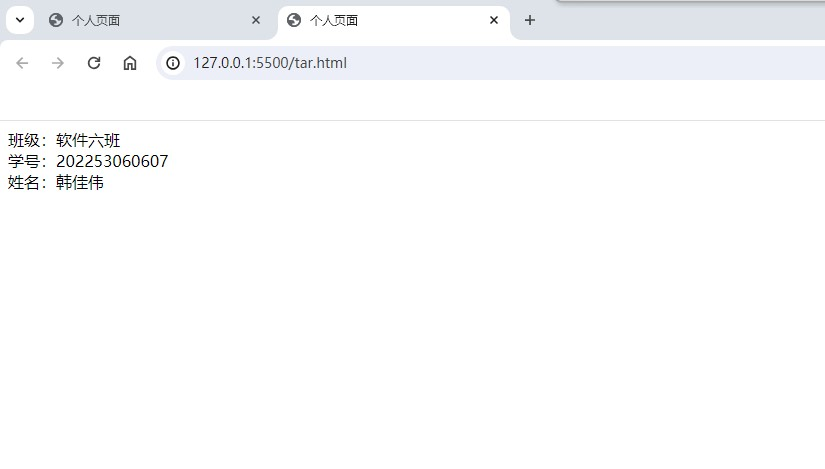 个人页面
个人页面
127.0.0.1:5500/tar.html
班级：软件六班
学号：202253060607
姓名：韩佳伟